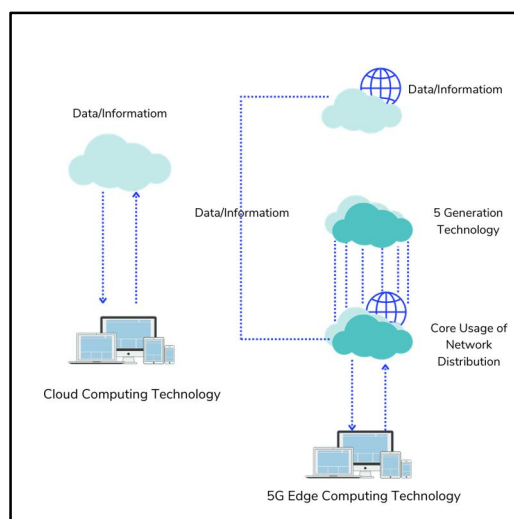 Data/Informatiom
Data/Informatiom
Data/Informatiom
5 Generation
Technology
Core Usage of
Network
Distribution
Cloud Computing Technology
5G Edge Computing Technology